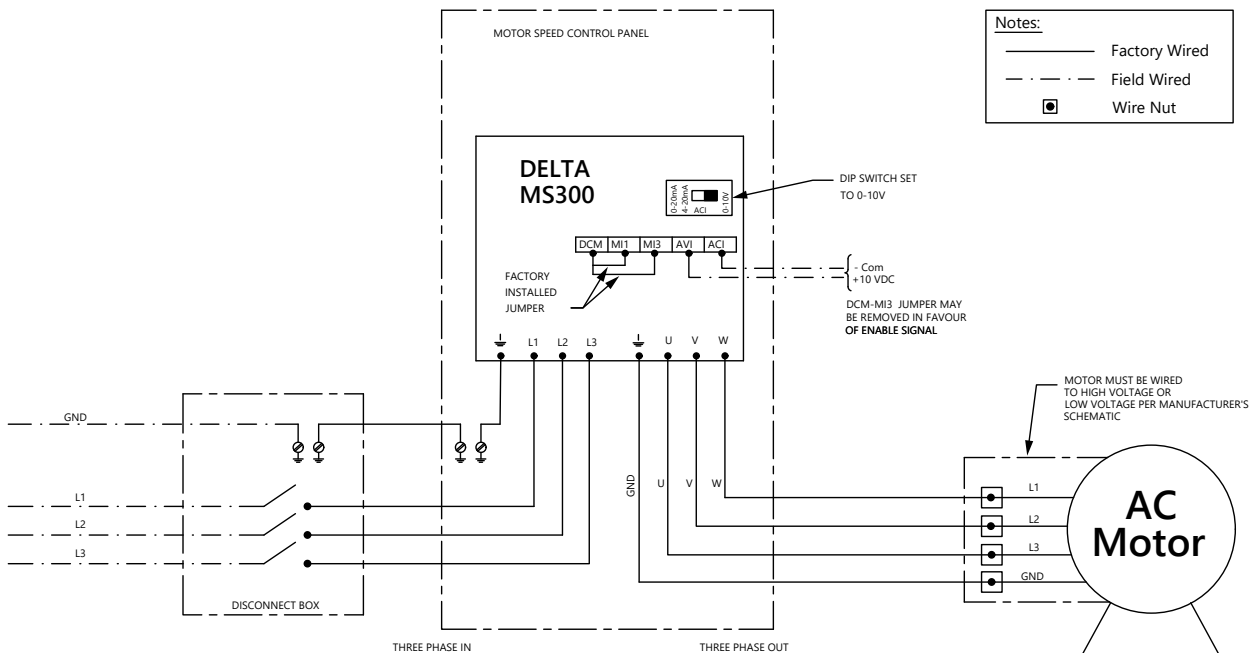 MOTOR SPEED CONTROL PANEL
Notes:
Factory Wired
Field Wired
Wire Nut
DELTA
MS300
0-20mA
4-20mA
ACI
0-10V
DIP SWITCH SET
TO 0-10V
DCM MI1 MI3 AVI ACI
FACTORY
INSTALLED
JUMPER
- Com
+10 VDC
DCM-MI3 JUMPER MAY
BE REMOVED IN FAVOUR
OF ENABLE SIGNAL
L1 L2 L3 U V W
MOTOR MUST BE WIRED
TO HIGH VOLTAGE OR
LOW VOLTAGE PER MANUFACTURER'S
SCHEMATIC
GND
L1
L2
L3
DISCONNECT BOX
GND
U
V
W
L1
L2
L3
GND
AC
Motor
THREE PHASE IN
THREE PHASE OUT